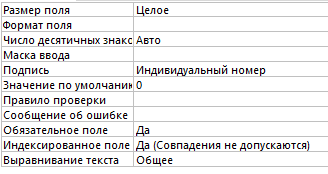 Размер поля Целое
Формат поля
Число десятичных знакс Авто
Маска ввода
Подпись Индивидуальный номер
Значение по умолчани 0
Правило проверки
Сообщение об ошибке
Обязательное поле Да
Индексированное поле Да (Совпадения не допускаются)
Выравнивание текста Общее